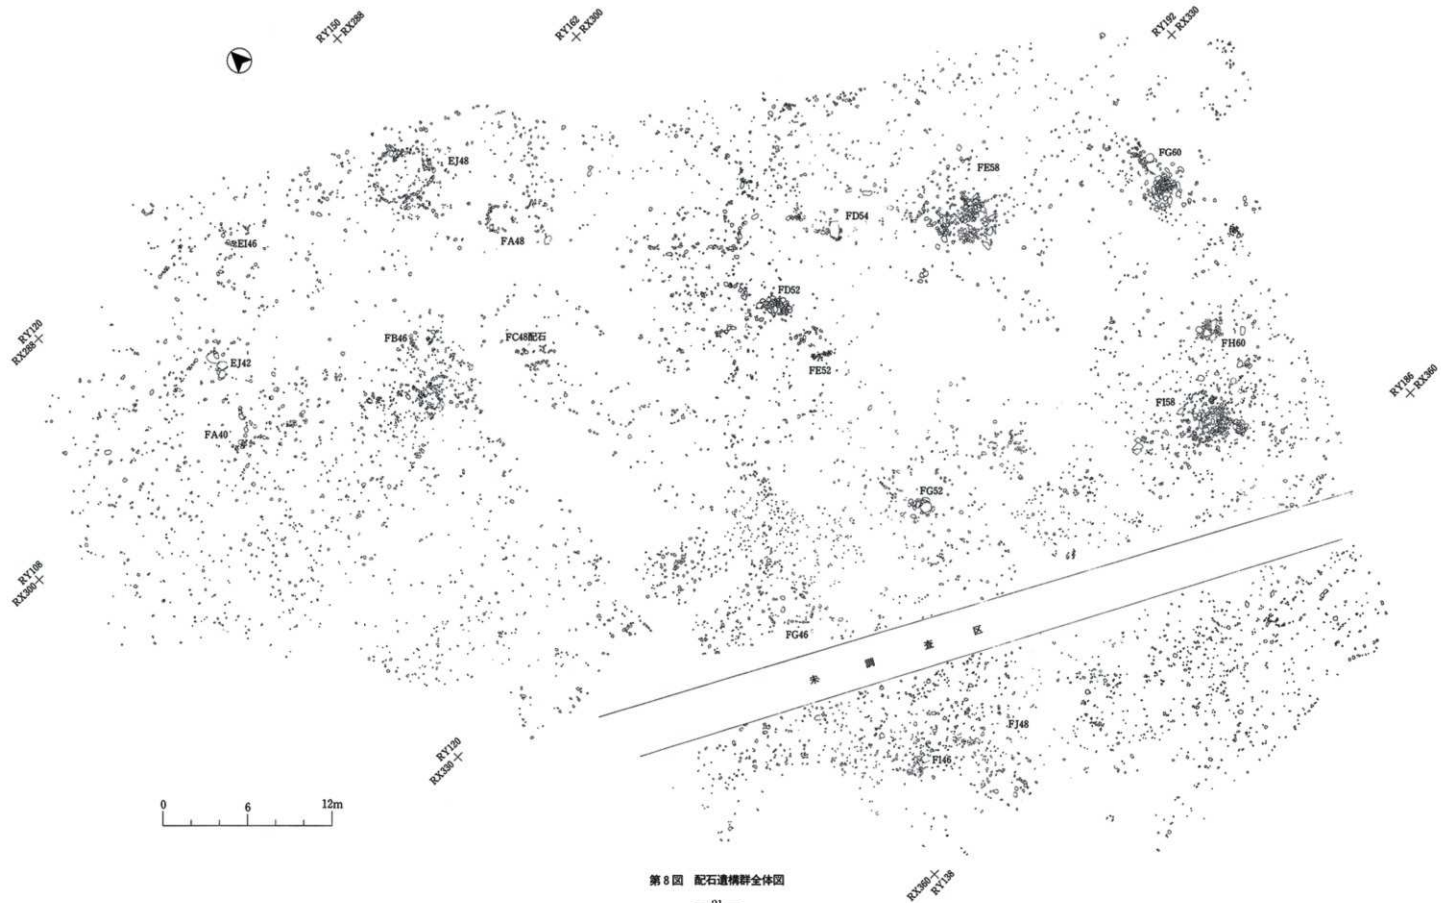 RY150
RX288
RY162
RX300
RY192
RX330
EJ48
FG60
FE58
FD54
FA48
EI46
FD52
RY120
RX288
FB46
FC48配石
FH60
EJ42
FE52
RY186
RX360
FI58
FA40
FG52
RY108
RX300
FG46
未調査区
FJ48
RY120
RX330
FI46
0 6 12m
第8図 配石遺構群全体図
RX360
RY138